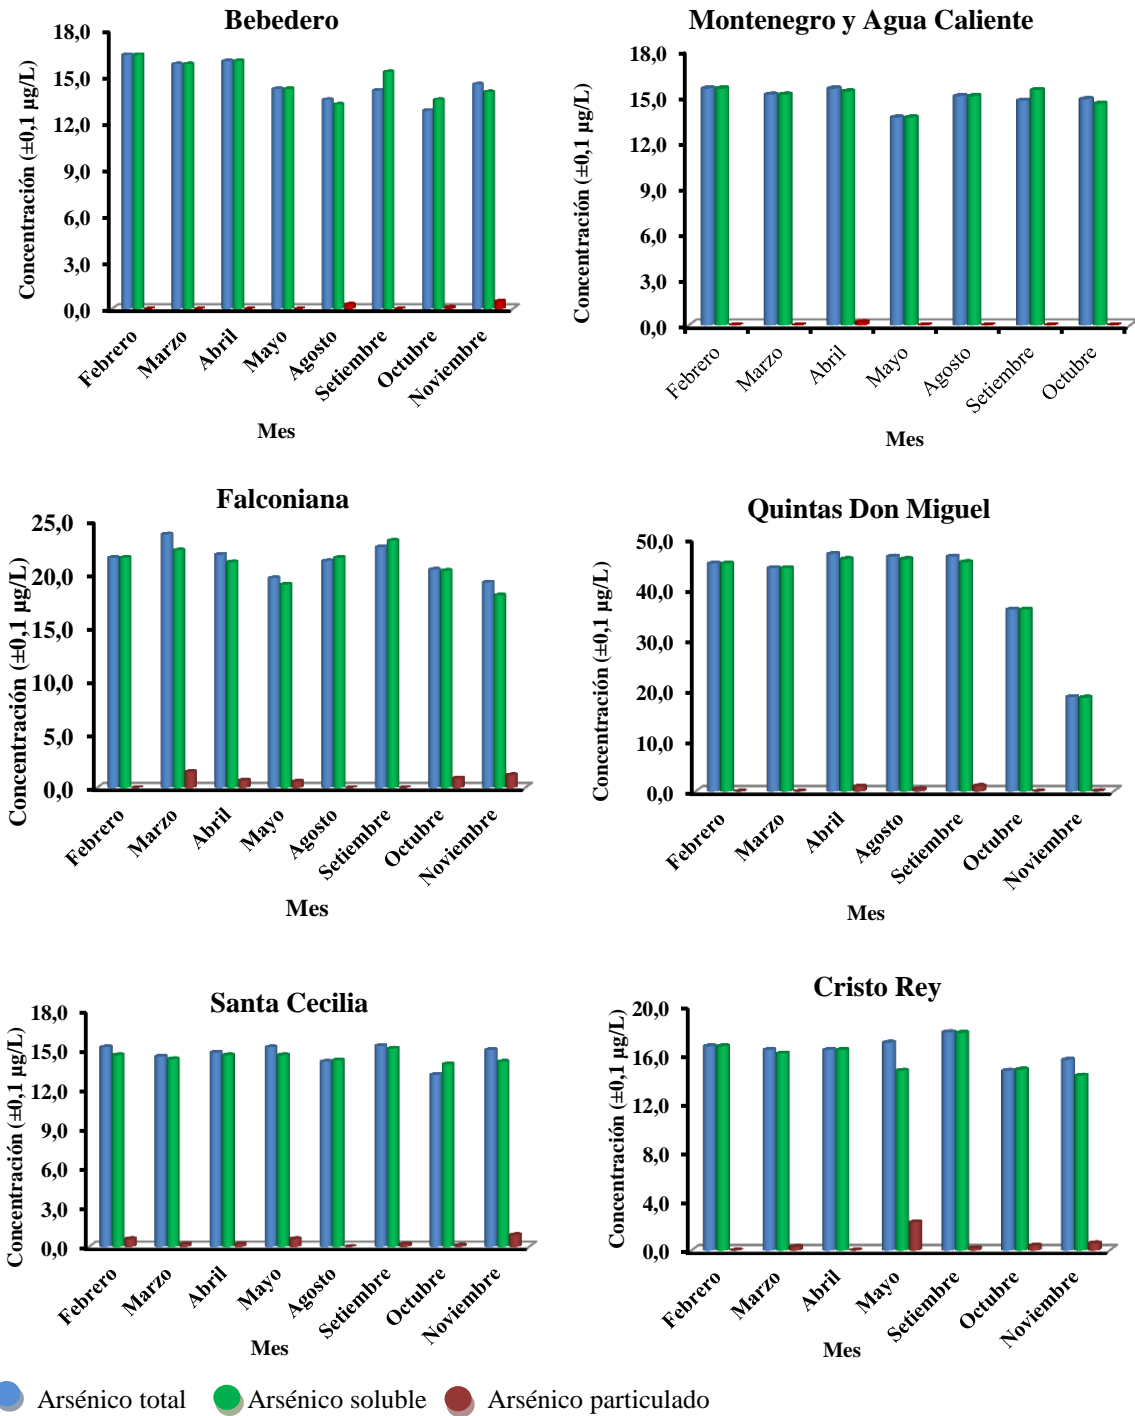 Bebedero
Concentración (±0,1 µg/L)
18,0
15,0
12,0
9,0
6,0
3,0
0,0
Febrero
Marzo
Abril
Mayo
Agosto
Setiembre
Octubre
Noviembre
Mes
Montenegro y Agua Caliente
Concentración (±0,1 µg/L)
18,0
15,0
12,0
9,0
6,0
3,0
0,0
Febrero
Marzo
Abril
Mayo
Agosto
Setiembre
Octubre
Mes
Falconiana
Concentración (±0,1 µg/L)
25,0
20,0
15,0
10,0
5,0
0,0
Febrero
Marzo
Abril
Mayo
Agosto
Setiembre
Octubre
Noviembre
Mes
Quintas Don Miguel
Concentración (±0,1 µg/L)
50,0
40,0
30,0
20,0
10,0
0,0
Febrero
Marzo
Abril
Agosto
Setiembre
Octubre
Noviembre
Mes
Santa Cecilia
Concentración (±0,1 µg/L)
18,0
15,0
12,0
9,0
6,0
3,0
0,0
Febrero
Marzo
Abril
Mayo
Agosto
Setiembre
Octubre
Noviembre
Mes
Cristo Rey
Concentración (±0,1 µg/L)
20,0
16,0
12,0
8,0
4,0
0,0
Febrero
Marzo
Abril
Mayo
Setiembre
Octubre
Noviembre
Mes
Arsénico total Arsénico soluble Arsénico particulado